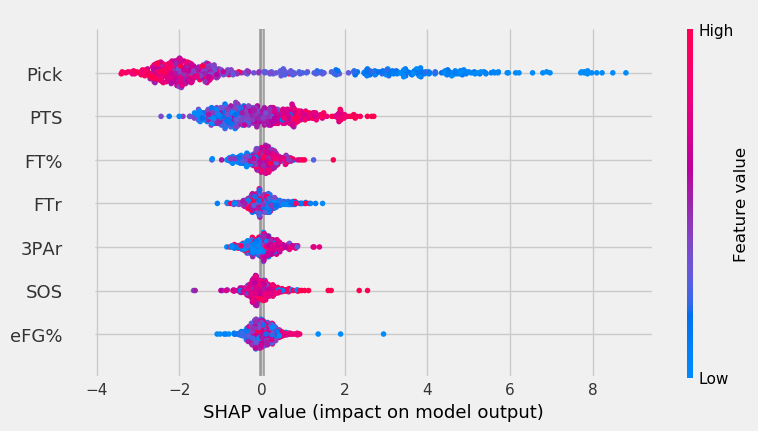 High
Pick
PTS
FT%
FTr
3PAr
SOS
eFG%
Feature value
Low
−4 −2 0 2 4 6 8
SHAP value (impact on model output)